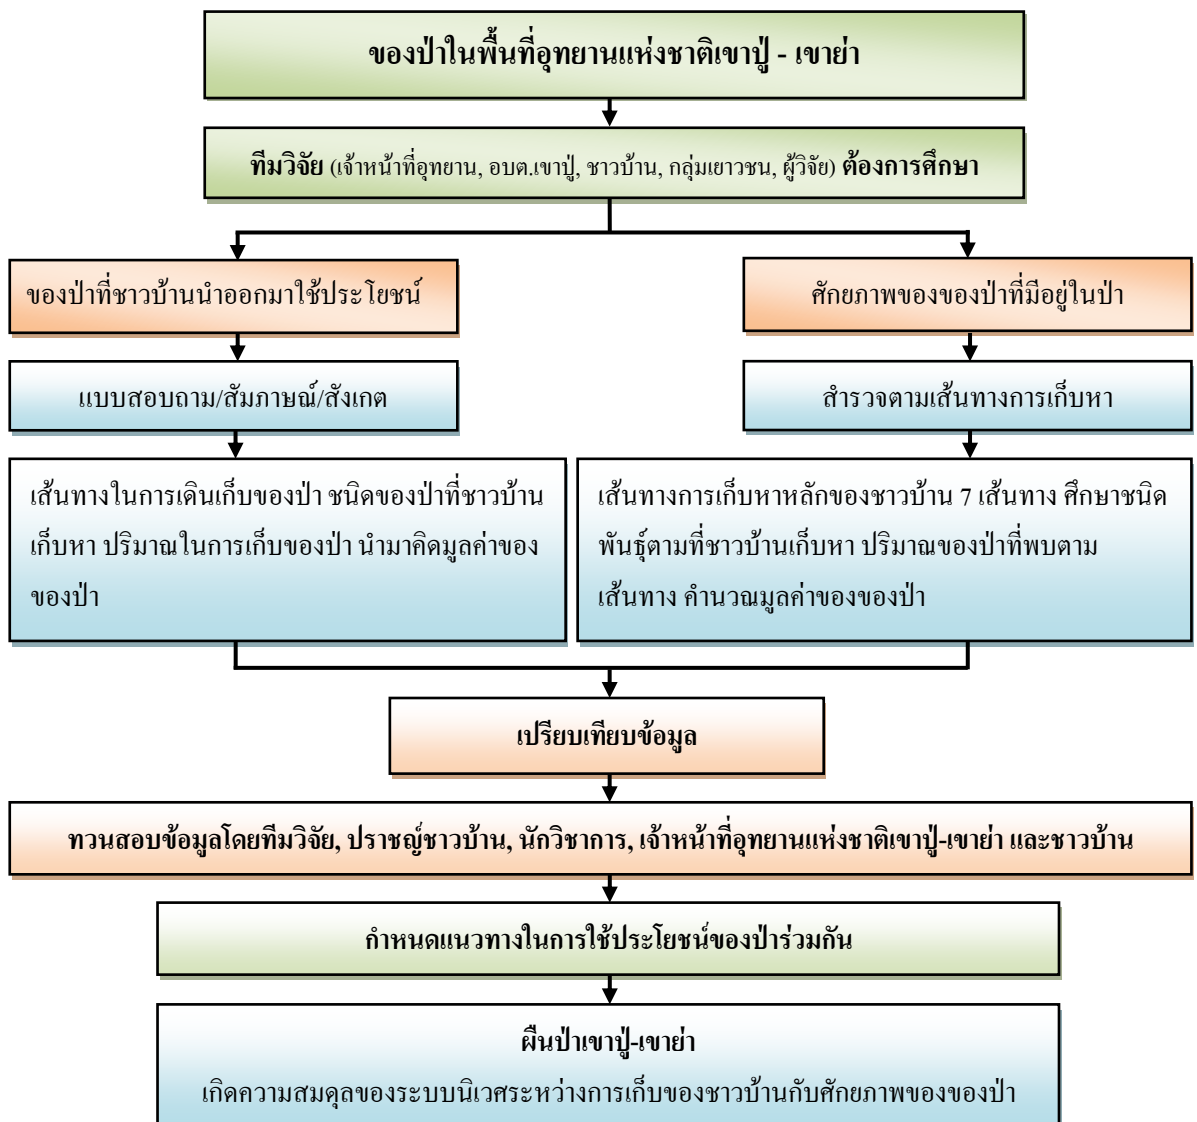 ของป่าในพื้นที่อุทยานแห่งชาติเขาปู่ - เขาย่า
ทีมวิจัย (เจ้าหน้าที่อุทยาน, อบต.เขาปู่, ชาวบ้าน, กลุ่มเยาวชน, ผู้วิจัย) ต้องการศึกษา
ของป่าที่ชาวบ้านนำออกมาใช้ประโยชน์
ศักยภาพของของป่าที่มีอยู่ในป่า
แบบสอบถาม/สัมภาษณ์/สังเกต
สำรวจตามเส้นทางการเก็บหา
เส้นทางในการเดินเก็บของป่า ชนิดของป่าที่ชาวบ้าน
เก็บหา ปริมาณในการเก็บของป่า นำมาคิดมูลค่าของ
ของป่า
เส้นทางการเก็บหาหลักของชาวบ้าน 7 เส้นทาง ศึกษาชนิด
พันธุ์ตามที่ชาวบ้านเก็บหา ปริมาณของป่าที่พบตาม
เส้นทาง คำนวณมูลค่าของของป่า
เปรียบเทียบข้อมูล
ทวนสอบข้อมูลโดยทีมวิจัย, ปราชญ์ชาวบ้าน, นักวิชาการ, เจ้าหน้าที่อุทยานแห่งชาติเขาปู่-เขาย่า และชาวบ้าน
กำหนดแนวทางในการใช้ประโยชน์ของป่าร่วมกัน
ผืนป่าเขาปู่-เขาย่า
เกิดความสมดุลของระบบนิเวศระหว่างการเก็บของชาวบ้านกับศักยภาพของของป่า